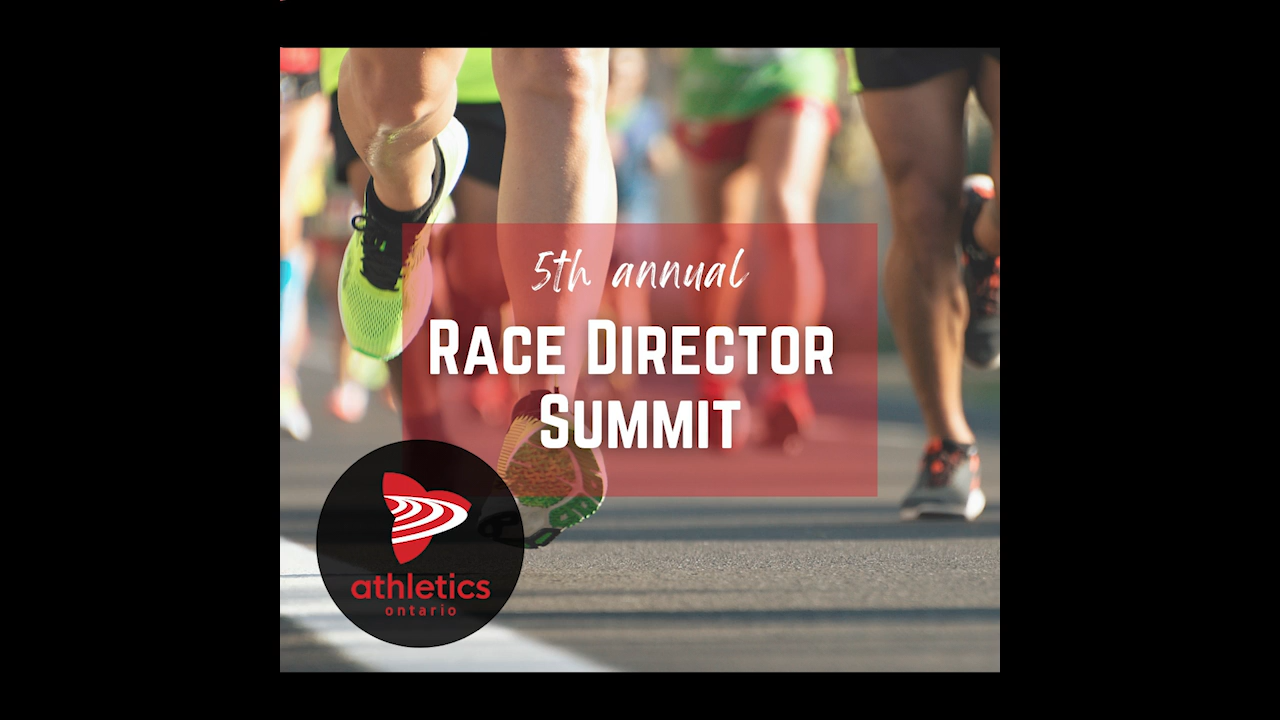 5th annual
Race Director
Summit
athletics
ontario